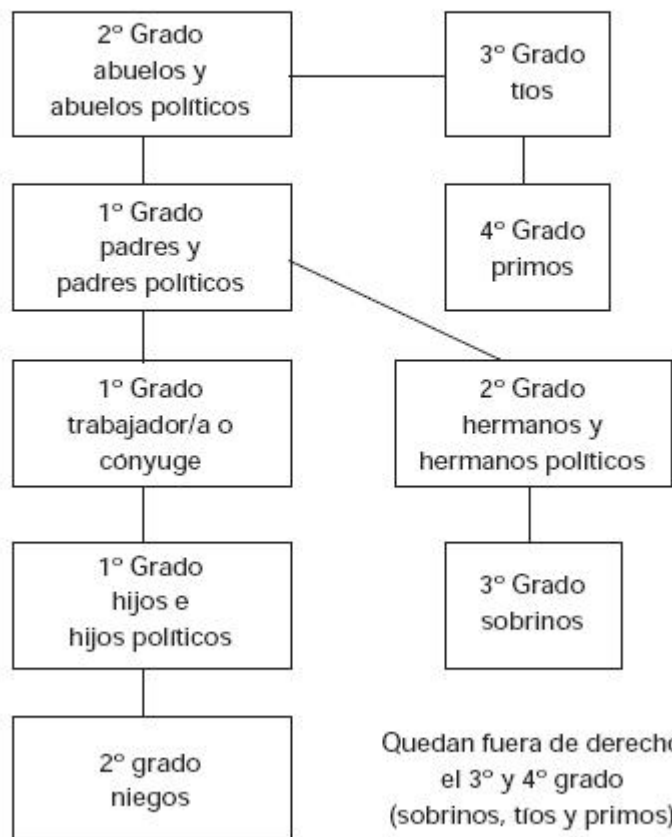 2º Grado
abuelos y
abuelos políticos
3º Grado
tíos
1º Grado
padres y
padres políticos
4º Grado
primos
1º Grado
trabajador/a o
cónyuge
2º Grado
hermanos y
hermanos políticos
1º Grado
hijos e
hijos políticos
3º Grado
sobrinos
2º grado
niegos
Quedan fuera de derecho
el 3º y 4º grado
(sobrinos, tíos y primos)